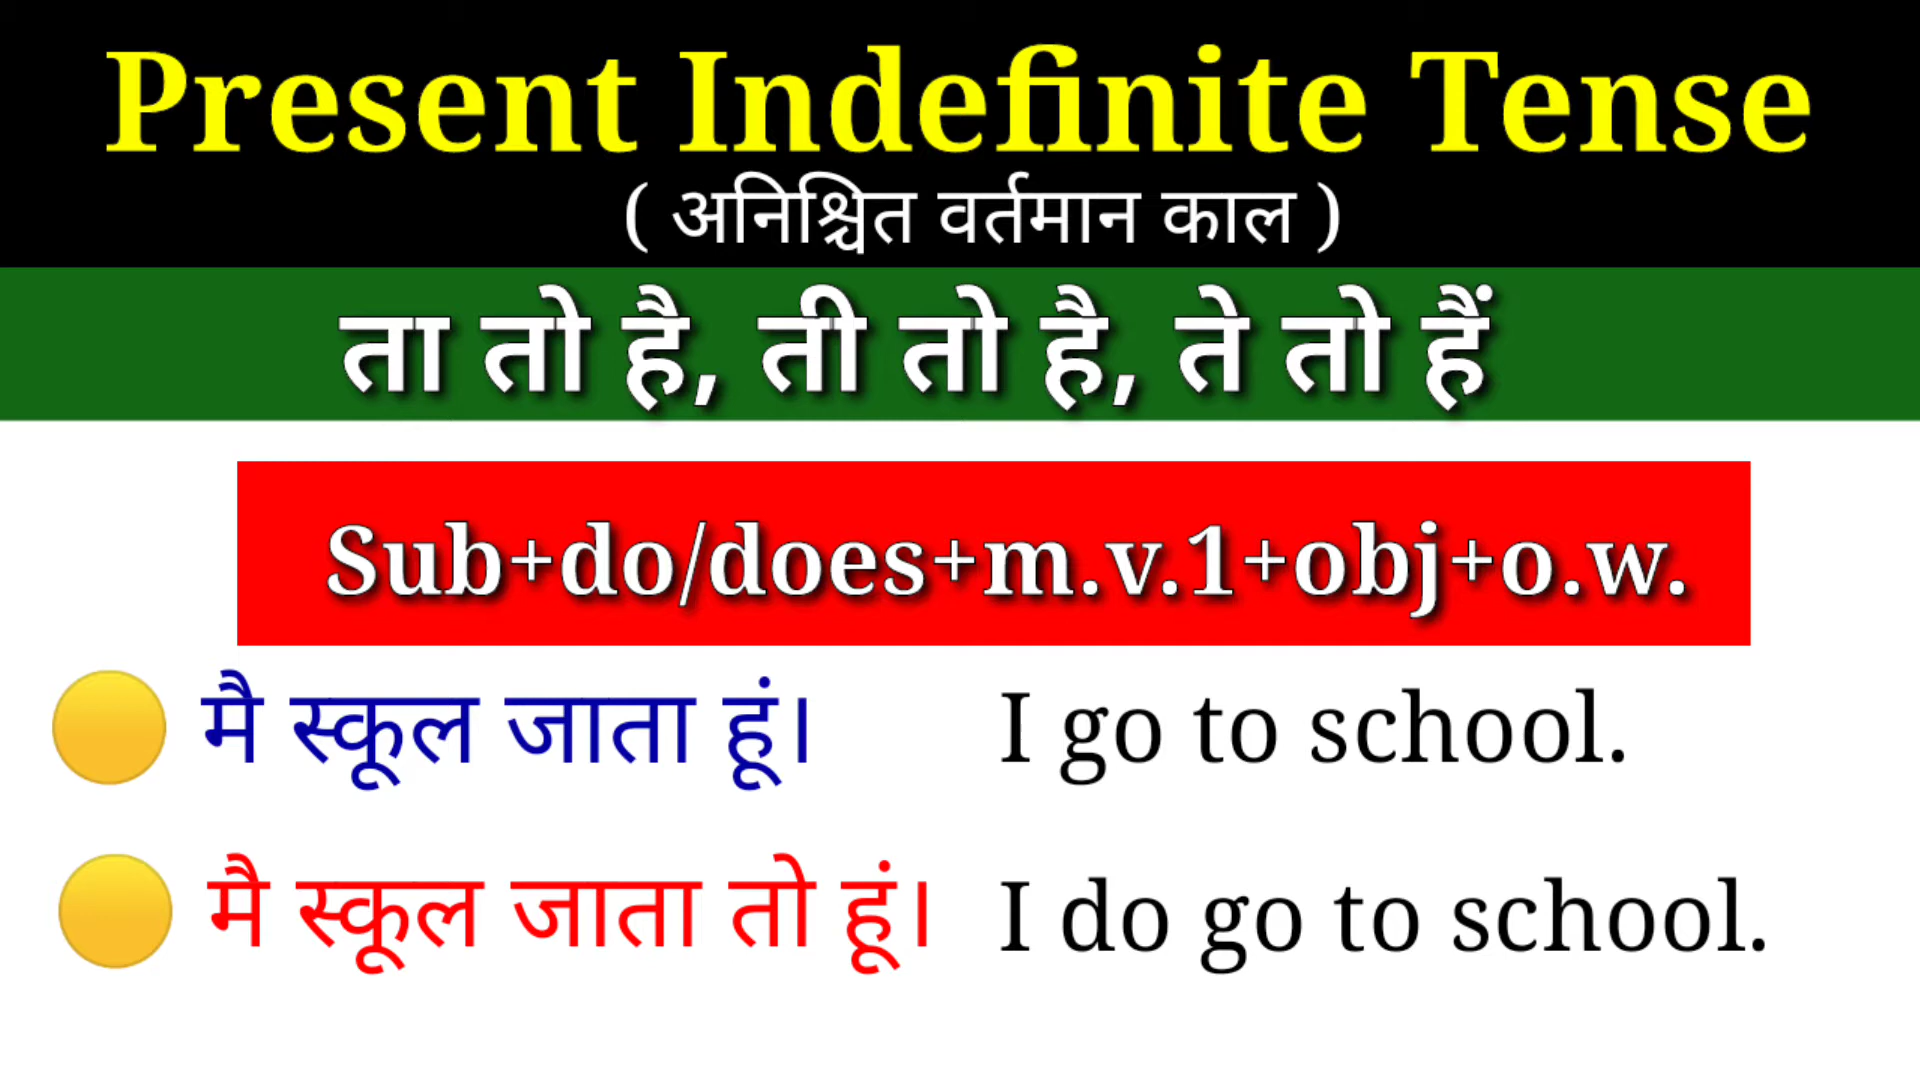 Present Indefinite Tense
( अनिश्चित वर्तमान काल )
ता तो है, ती तो है, ते तो हैं
Sub+do/does+m.v.1+obj+o.w.
मै स्कूल जाता हूं। I go to school.
मै स्कूल जाता तो हूं। I do go to school.